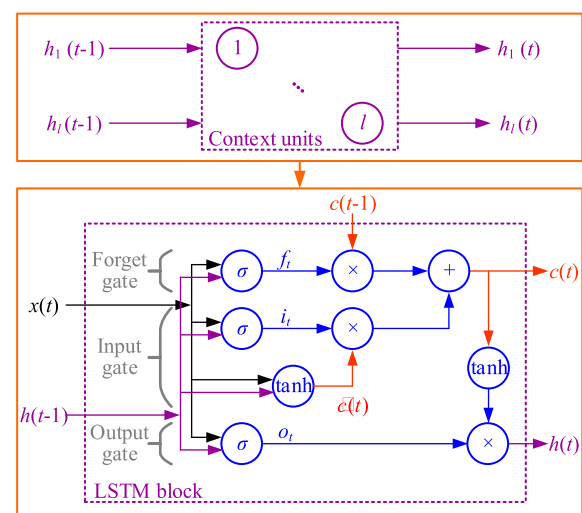 h₁ (t-1) 1 h₁ (t)
hₗ (t-1) l hₗ (t)
Context units
c(t-1)
Forget gate
σ fₜ × + c(t)
x(t)
Input gate
σ iₜ ×
tanh tanh
c̄(t)
h(t-1)
Output gate
σ oₜ × h(t)
LSTM block